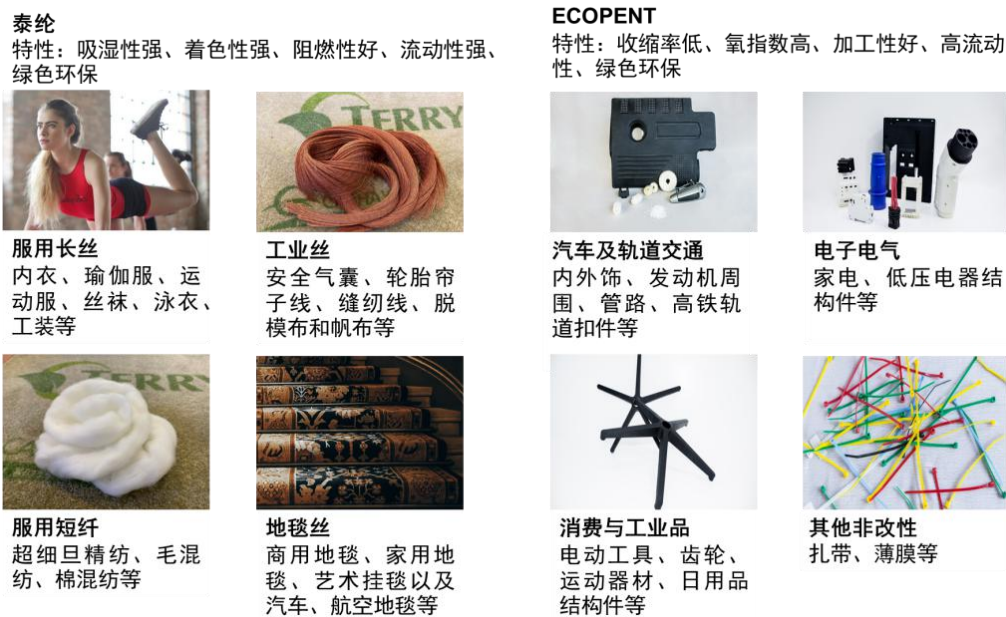 泰纶
特性：吸湿性强、着色性强、阻燃性好、流动性强、
绿色环保
TERRY
服用长丝
内衣、瑜伽服、运
动服、丝袜、泳衣、
工装等
工业丝
安全气囊、轮胎帘
子线、缝纫线、脱
模布和帆布等
TERRY
服用短纤
超细旦精纺、毛混
纺、棉混纺等
地毯丝
商用地毯、家用地
毯、艺术挂毯以及
汽车、航空地毯等
ECOPENT
特性：收缩率低、氧指数高、加工性好、高流动
性、绿色环保
汽车及轨道交通
内外饰、发动机周
围、管路、高铁轨
道扣件等
电子电气
家电、低压电器结
构件等
消费与工业品
电动工具、齿轮、
运动器材、日用品
结构件等
其他非改性
扎带、薄膜等